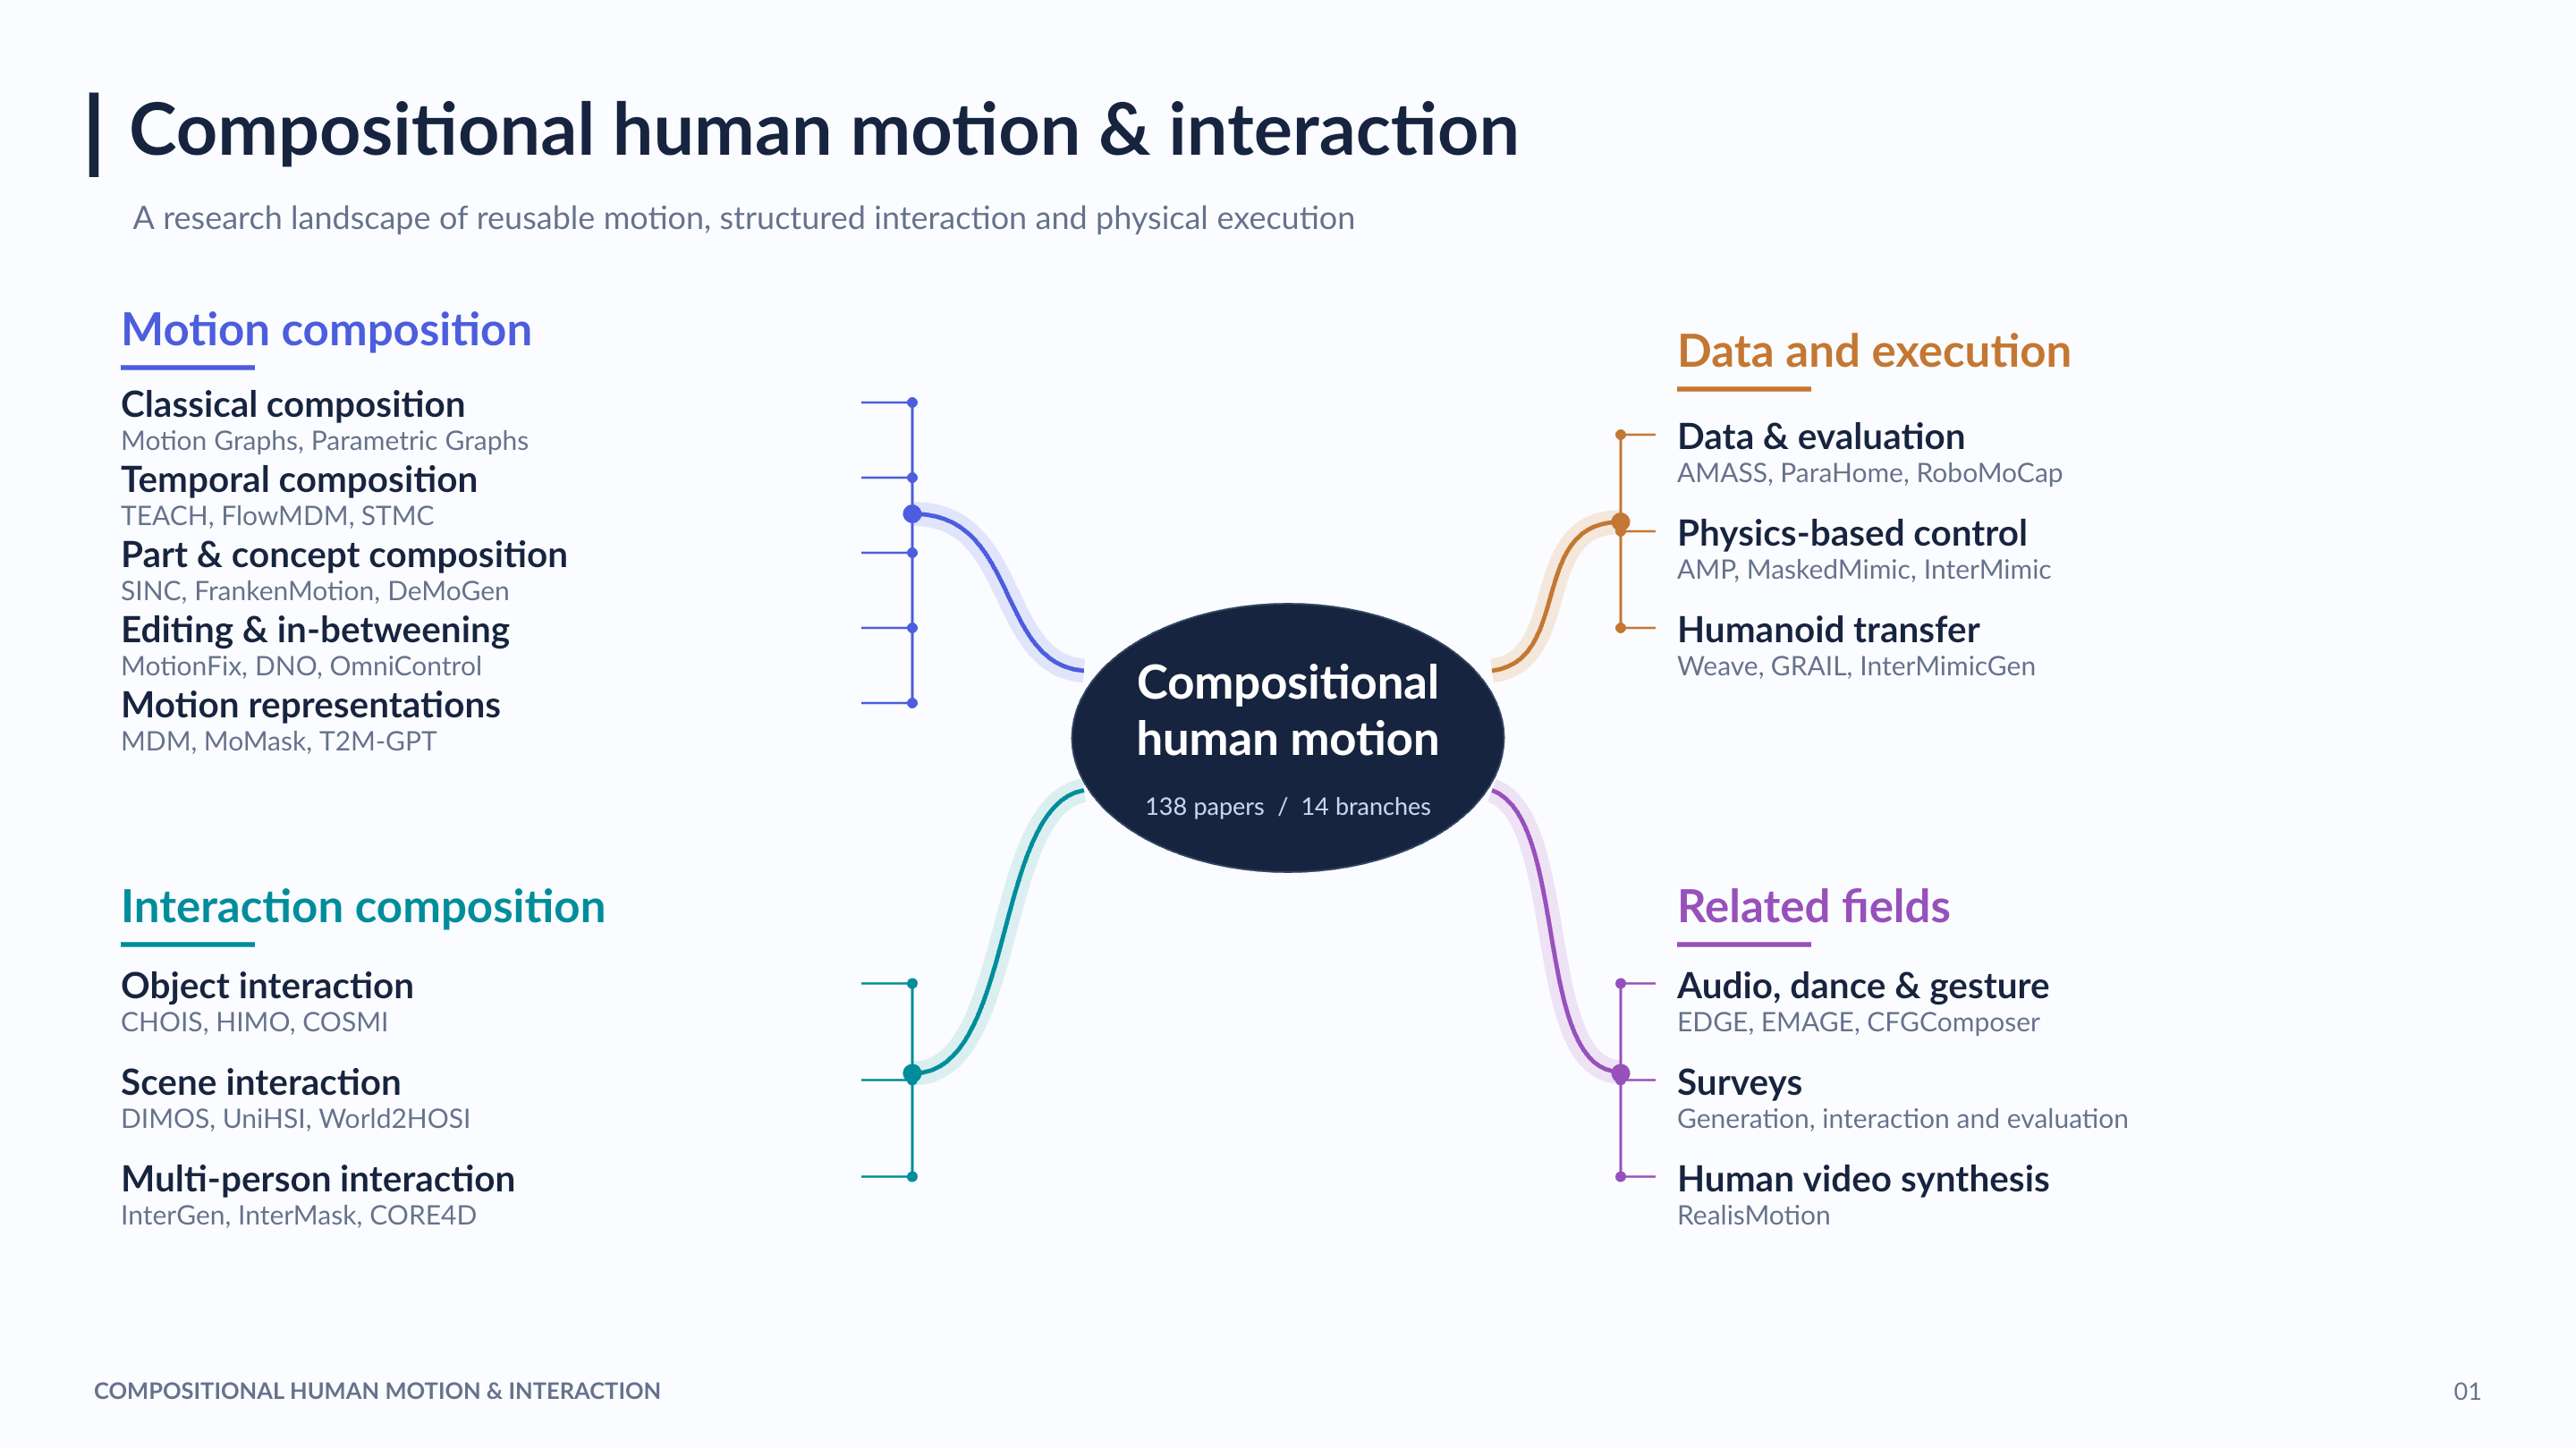 Compositional human motion & interaction
A research landscape of reusable motion, structured interaction and physical execution
Motion composition
Classical composition
Motion Graphs, Parametric Graphs
Temporal composition
TEACH, FlowMDM, STMC
Part & concept composition
SINC, FrankenMotion, DeMoGen
Editing & in-betweening
MotionFix, DNO, OmniControl
Motion representations
MDM, MoMask, T2M-GPT
Interaction composition
Object interaction
CHOIS, HIMO, COSMI
Scene interaction
DIMOS, UniHSI, World2HOSI
Multi-person interaction
InterGen, InterMask, CORE4D
Compositional
human motion
138 papers / 14 branches
Data and execution
Data & evaluation
AMASS, ParaHome, RoboMoCap
Physics-based control
AMP, MaskedMimic, InterMimic
Humanoid transfer
Weave, GRAIL, InterMimicGen
Related fields
Audio, dance & gesture
EDGE, EMAGE, CFGComposer
Surveys
Generation, interaction and evaluation
Human video synthesis
RealisMotion
COMPOSITIONAL HUMAN MOTION & INTERACTION
01